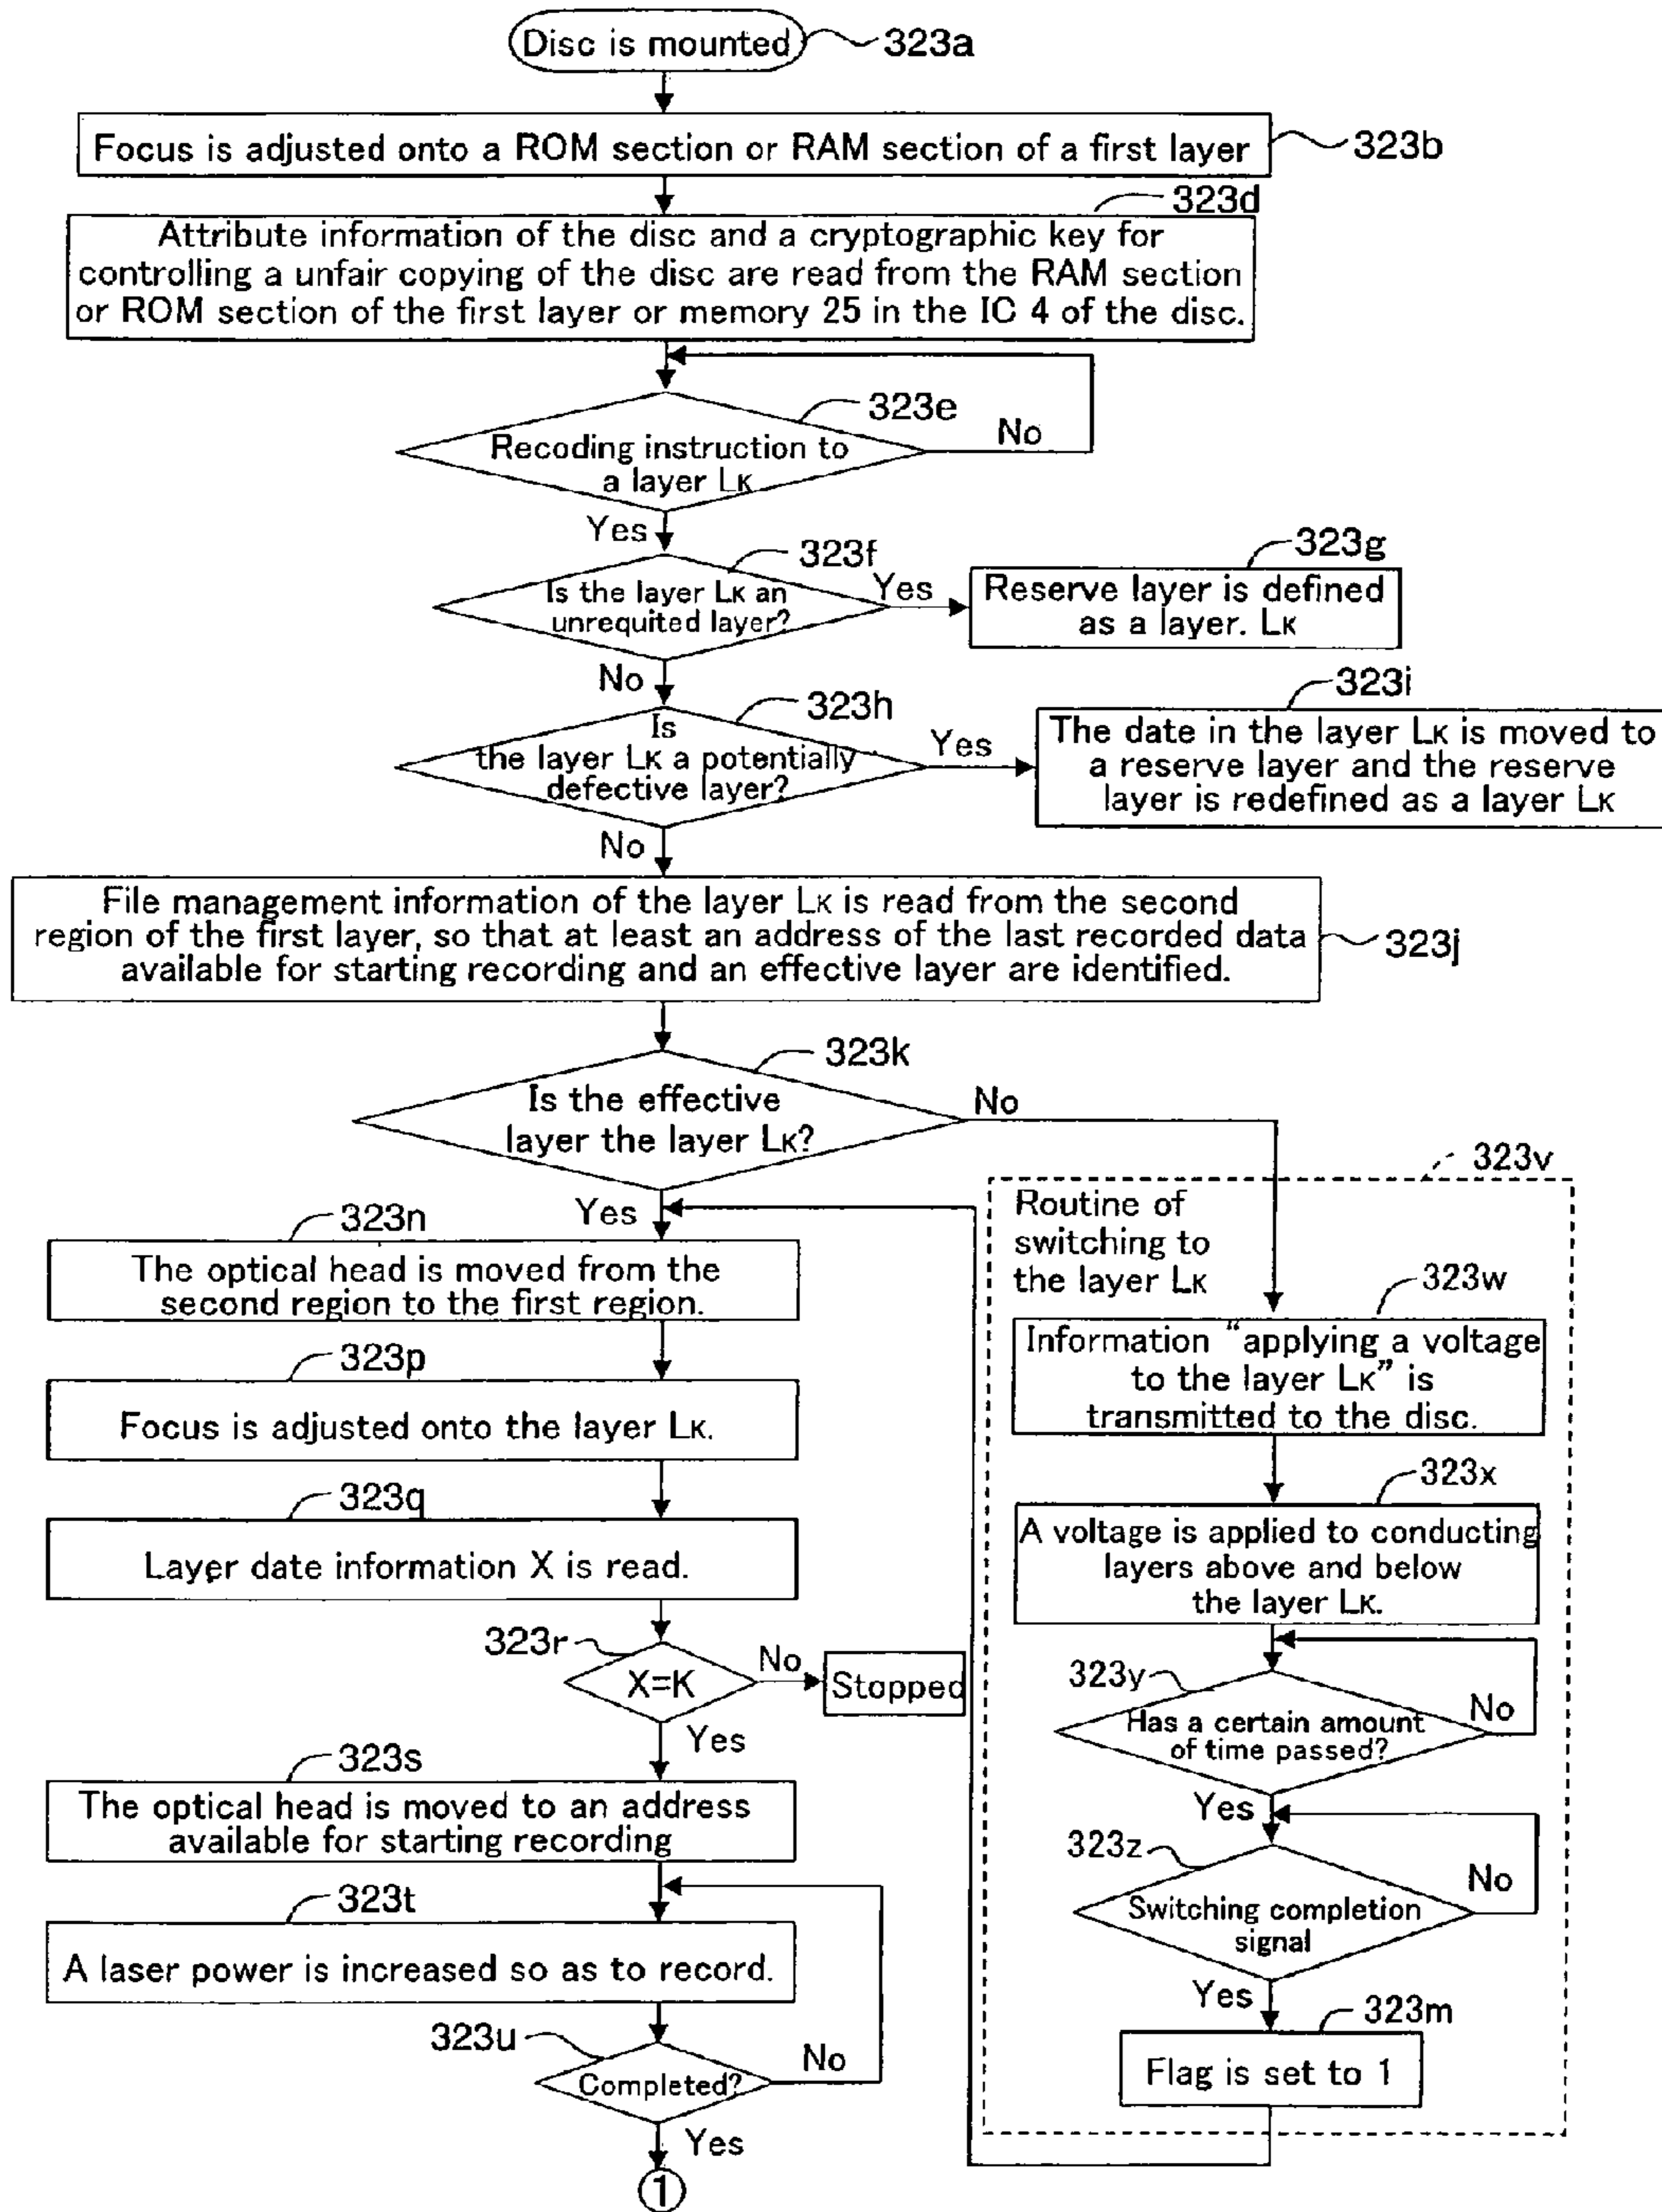 Disc is mounted
323a
Focus is adjusted onto a ROM section or RAM section of a first layer
323b
323d
Attribute information of the disc and a cryptographic key for
controlling a unfair copying of the disc are read from the RAM section
or ROM section of the first layer or memory 25 in the IC 4 of the disc.
323e
Recoding instruction to
a layer LK
No
Yes
323f
Is the layer LK an
unrequited layer?
Yes
323g
Reserve layer is defined
as a layer. LK
No
323h
Is
the layer LK a potentially
defective layer?
Yes
323i
The date in the layer LK is moved to
a reserve layer and the reserve
layer is redefined as a layer LK
No
File management information of the layer LK is read from the second
region of the first layer, so that at least an address of the last recorded data
available for starting recording and an effective layer are identified.
323j
323k
Is the effective
layer the layer LK?
No
Yes
323n
The optical head is moved from the
second region to the first region.
323p
Focus is adjusted onto the layer LK.
323q
Layer date information X is read.
323r
X=K
No
Stopped
Yes
323s
The optical head is moved to an address
available for starting recording
323t
A laser power is increased so as to record.
323u
Completed?
No
Yes
1
323v
Routine of
switching to
the layer LK
323w
Information "applying a voltage
to the layer LK" is
transmitted to the disc.
323x
A voltage is applied to conducting
layers above and below
the layer LK.
323y
Has a certain amount
of time passed?
No
Yes
323z
Switching completion
signal
No
Yes
323m
Flag is set to 1